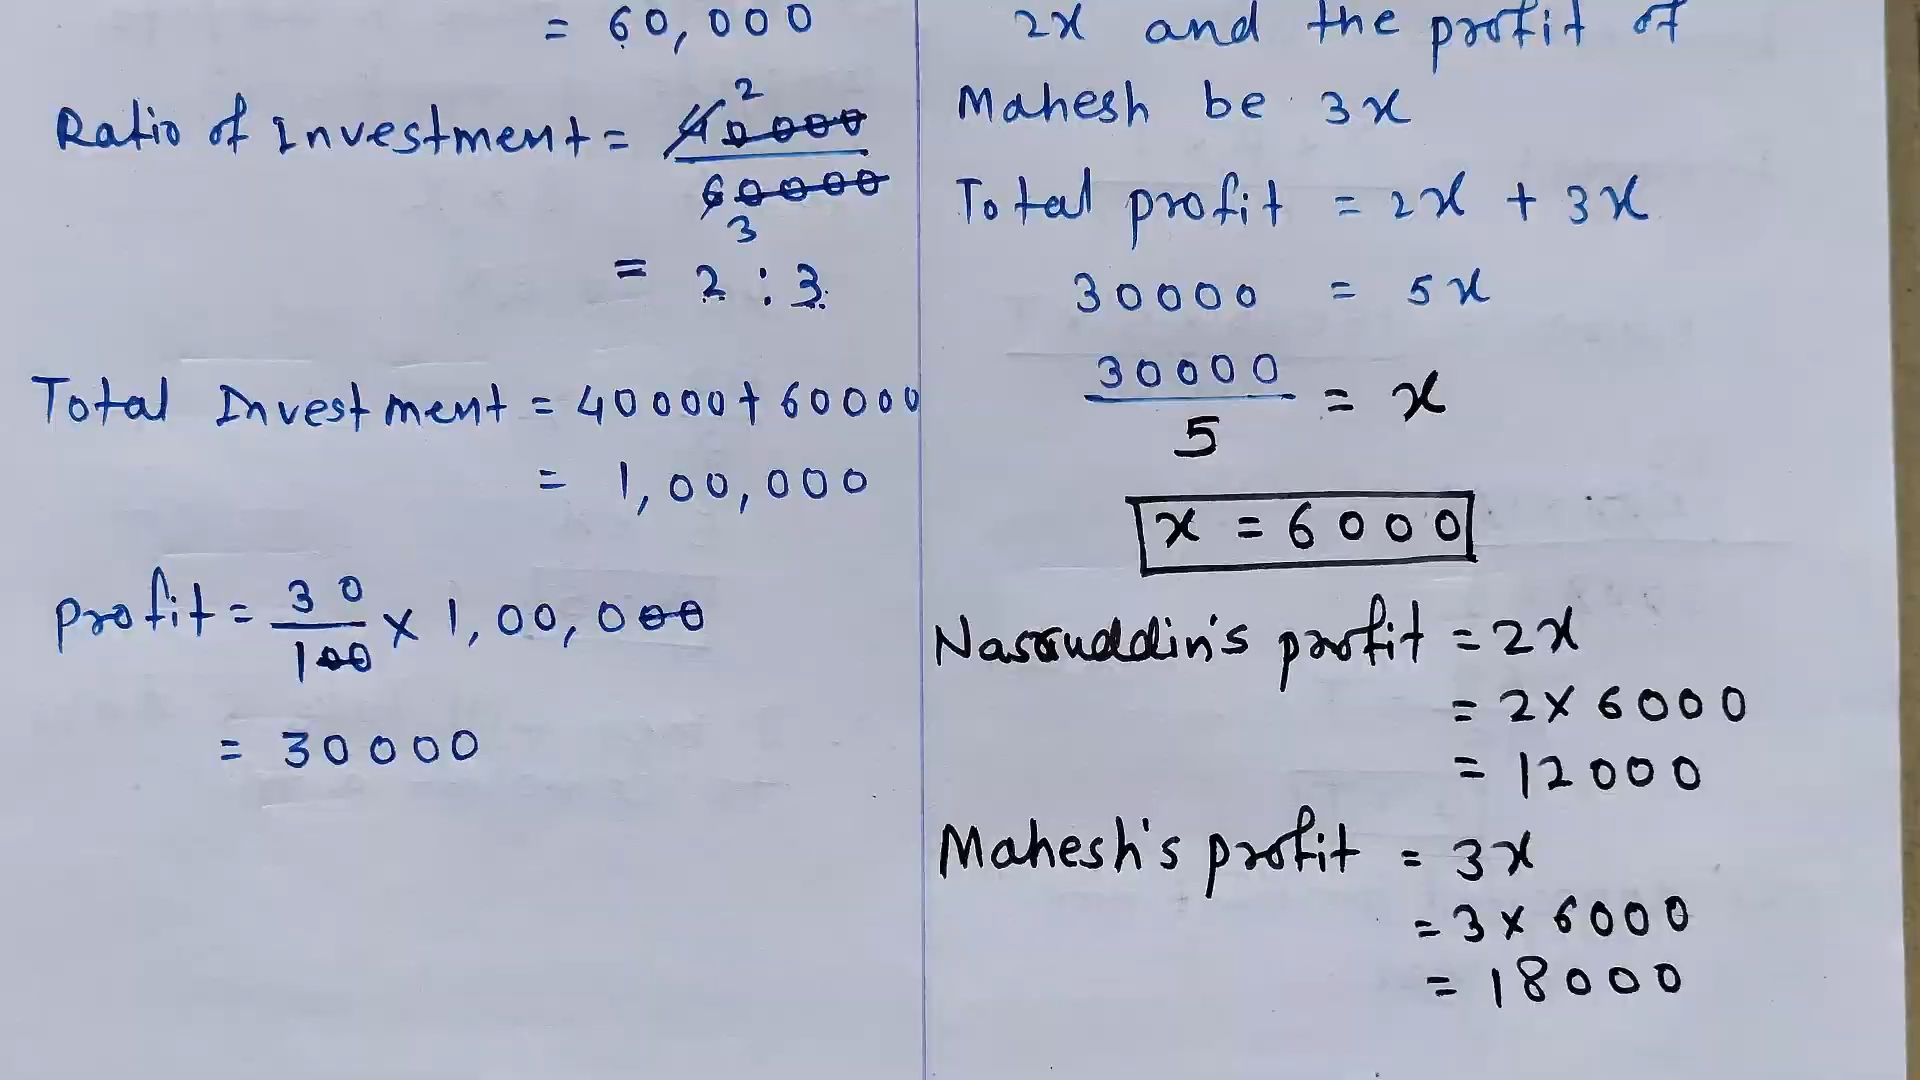 = 60,000
Ratio of Investment = 40000/60000
2
3
= 2 : 3
Total Investment = 40000 + 60000
= 1,00,000
Profit = 30/100 × 1,00,000
= 30000
2x and the profit of
Mahesh be 3x
Total profit = 2x + 3x
30000 = 5x
30000/5 = x
x = 6000
Nasruddin's profit = 2x
= 2 × 6000
= 12000
Mahesh's profit = 3x
= 3 × 6000
= 18000